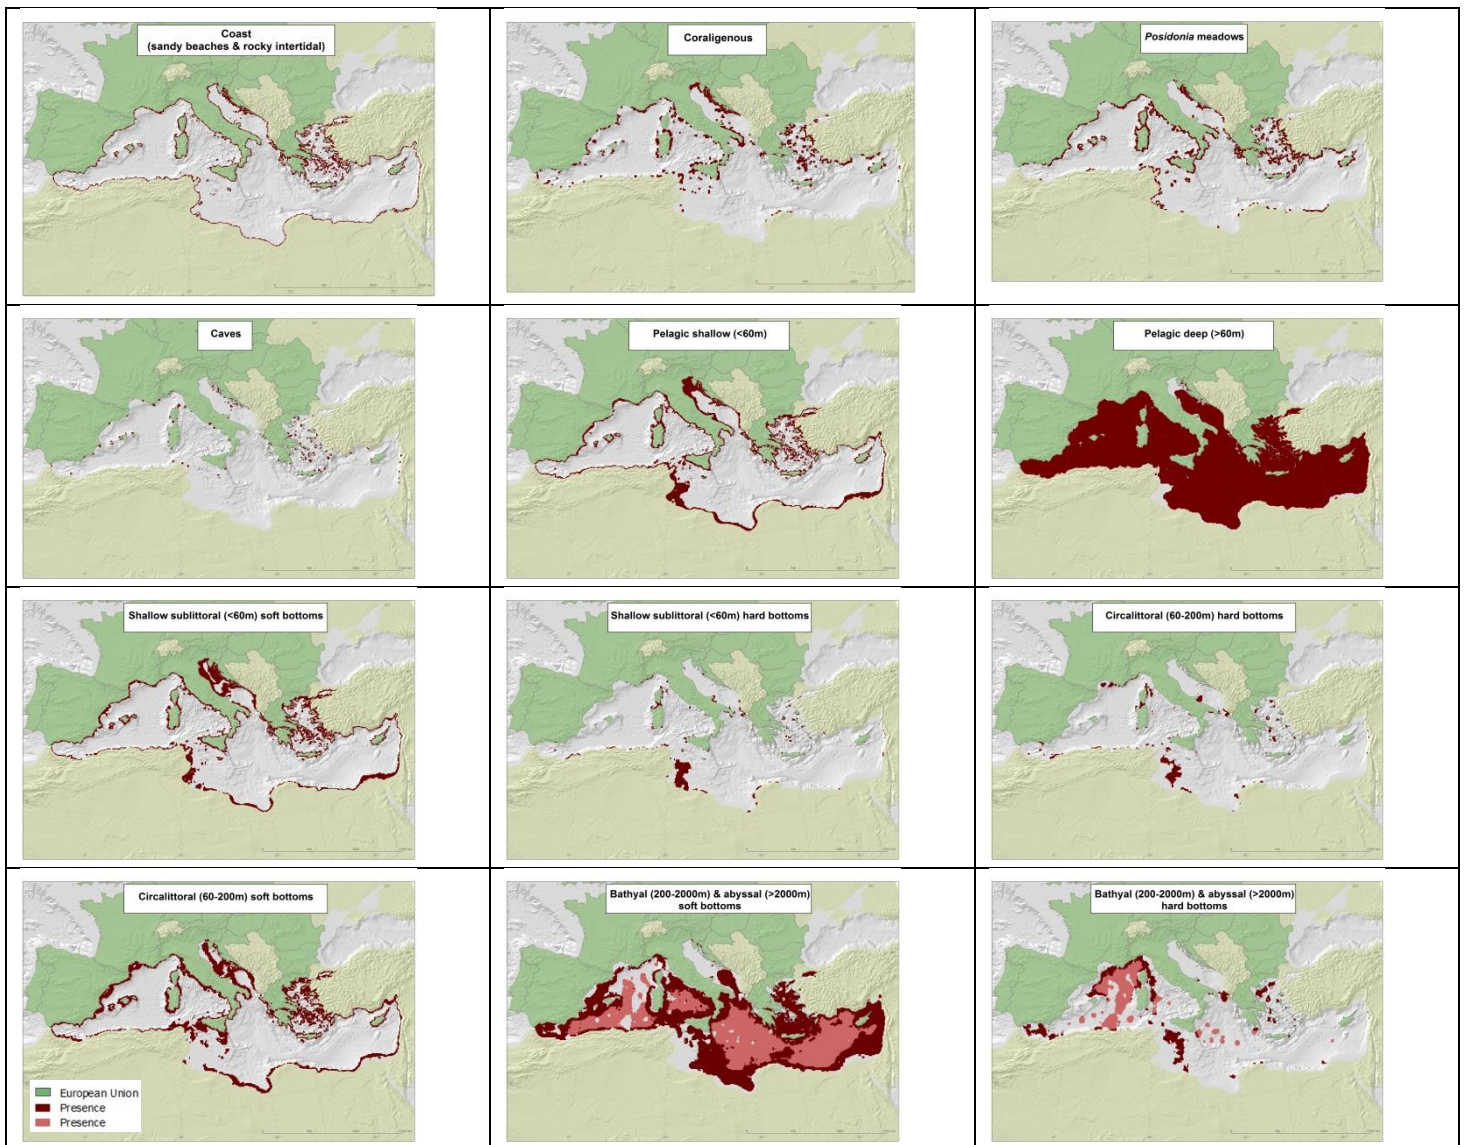 Coast
(sandy beaches & rocky intertidal)
Coraligenous
Posidonia meadows
Caves
Pelagic shallow (<60m)
Pelagic deep (>60m)
Shallow sublittoral (<60m) soft bottoms
Shallow sublittoral (<60m) hard bottoms
Circalittoral (60-200m) hard bottoms
Circalittoral (60-200m) soft bottoms
Bathyal (200-2000m) & abyssal (>2000m)
soft bottoms
Bathyal (200-2000m) & abyssal (>2000m)
hard bottoms
European Union
Presence
Presence